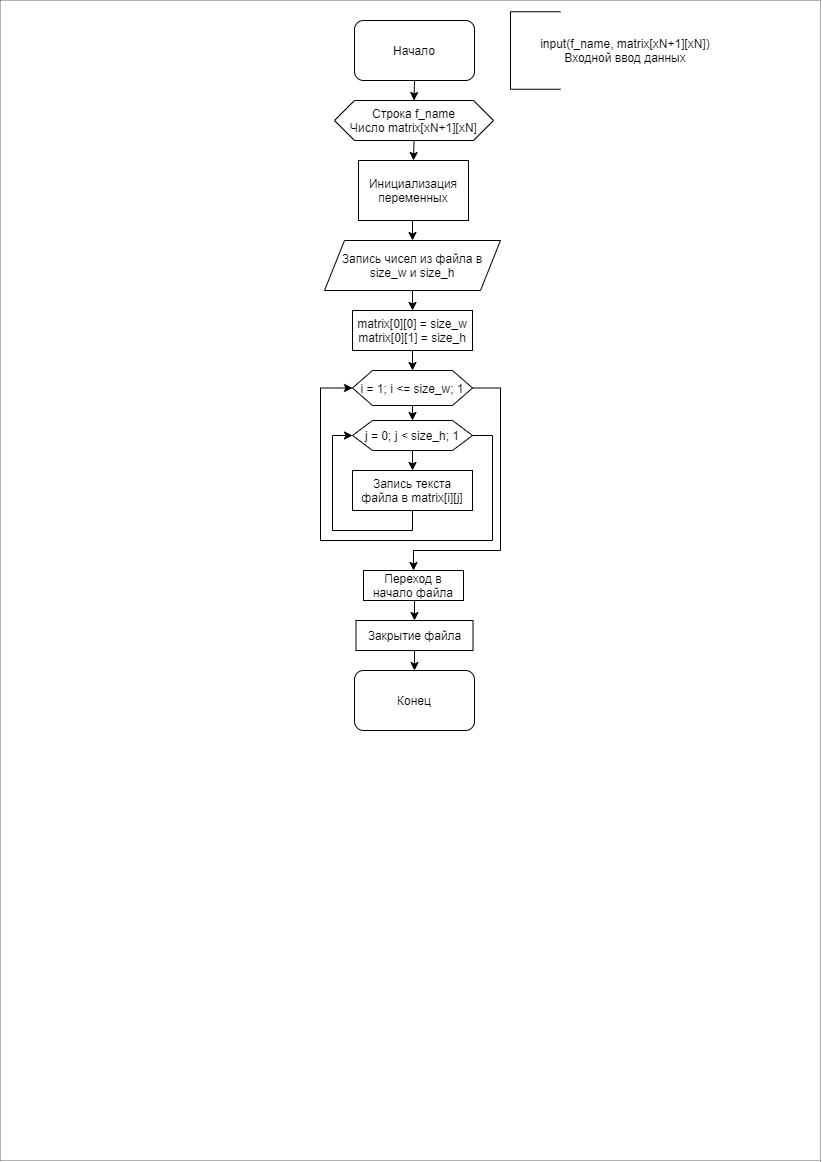 Начало
input(f_name, matrix[xN+1][xN])
Входной ввод данных
Строка f_name
Число matrix[xN+1][xN]
Инициализация
переменных
Запись чисел из файла в
size_w и size_h
matrix[0][0] = size_w
matrix[0][1] = size_h
i = 1; i <= size_w; 1
j = 0; j < size_h; 1
Запись текста
файла в matrix[i][j]
Переход в
начало файла
Закрытие файла
Конец